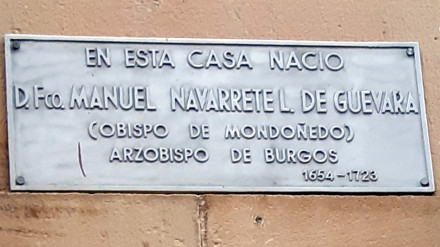 EN ESTA CASA NACIO
D. Fco. MANUEL NAVARRETE L. DE GUEVARA
(OBISPO DE MONDOÑEDO)
ARZOBISPO DE BURGOS
1654-1723